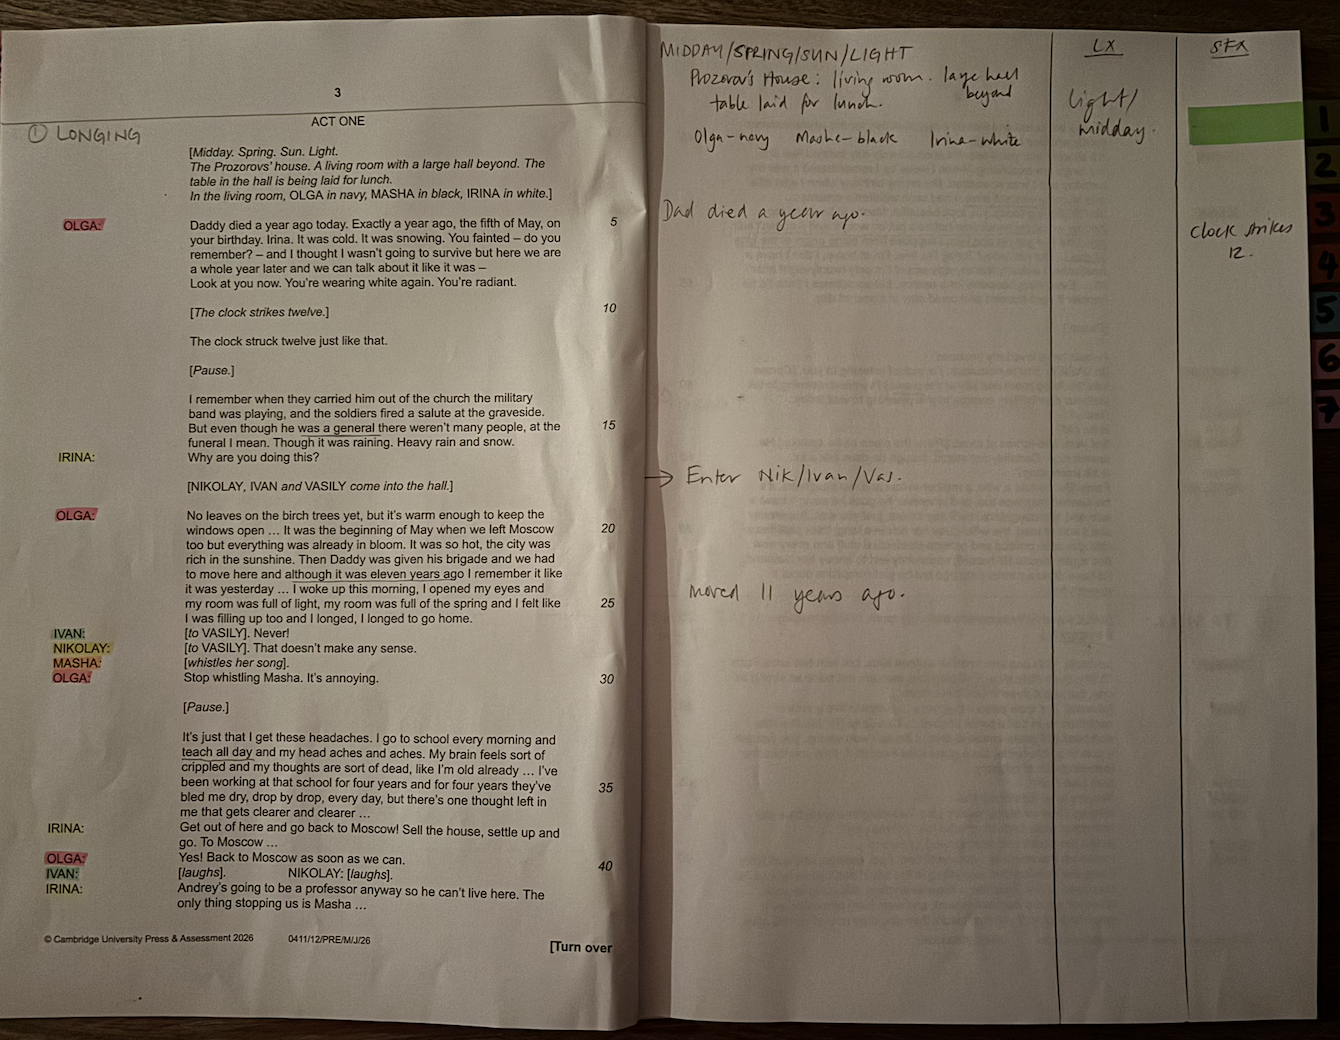 3
ACT ONE
① LONGING
[Midday. Spring. Sun. Light.
The Prozorovs' house. A living room with a large hall beyond. The
table in the hall is being laid for lunch.
In the living room, OLGA in navy, MASHA in black, IRINA in white.]
OLGA: Daddy died a year ago today. Exactly a year ago, the fifth of May, on 5
your birthday. Irina. It was cold. It was snowing. You fainted – do you
remember? – and I thought I wasn't going to survive but here we are
a whole year later and we can talk about it like it was –
Look at you now. You're wearing white again. You're radiant.
[The clock strikes twelve.] 10
The clock struck twelve just like that.
[Pause.]
I remember when they carried him out of the church the military
band was playing, and the soldiers fired a salute at the graveside.
But even though he was a general there weren't many people, at the 15
funeral I mean. Though it was raining. Heavy rain and snow.
IRINA: Why are you doing this?
[NIKOLAY, IVAN and VASILY come into the hall.]
OLGA: No leaves on the birch trees yet, but it's warm enough to keep the
windows open ... It was the beginning of May when we left Moscow 20
too but everything was already in bloom. It was so hot, the city was
rich in the sunshine. Then Daddy was given his brigade and we had
to move here and although it was eleven years ago I remember it like
it was yesterday ... I woke up this morning, I opened my eyes and
my room was full of light, my room was full of the spring and I felt like 25
I was filling up too and I longed, I longed to go home.
IVAN: [to VASILY]. Never!
NIKOLAY: [to VASILY]. That doesn't make any sense.
MASHA: [whistles her song].
OLGA: Stop whistling Masha. It's annoying. 30
[Pause.]
It's just that I get these headaches. I go to school every morning and
teach all day and my head aches and aches. My brain feels sort of
crippled and my thoughts are sort of dead, like I'm old already ... I've
been working at that school for four years and for four years they've 35
bled me dry, drop by drop, every day, but there's one thought left in
me that gets clearer and clearer ...
IRINA: Get out of here and go back to Moscow! Sell the house, settle up and
go. To Moscow ...
OLGA: Yes! Back to Moscow as soon as we can.
IVAN: [laughs]. NIKOLAY: [laughs]. 40
IRINA: Andrey's going to be a professor anyway so he can't live here. The
only thing stopping us is Masha ...
© Cambridge University Press & Assessment 2026 0411/12/PRE/M/J/26
[Turn over
MIDDAY/SPRING/SUN/LIGHT
Prozorov's House: living room. large hall
beyond
table laid for lunch.
Olga–navy Masha–black Irina–white
Dad died a year ago.
→ Enter Nik/Ivan/Vas.
moved 11 years ago.
LX
light/
midday.
SFX
clock strikes
12.
1
2
3
4
5
6
7